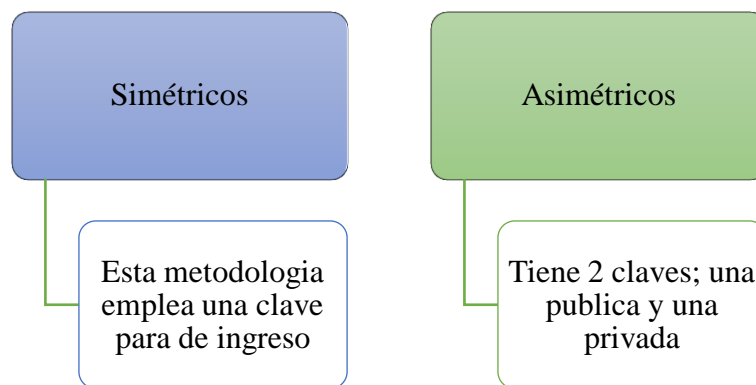 Simétricos
Esta metodologia
emplea una clave
para de ingreso
Asimétricos
Tiene 2 claves; una
publica y una
privada